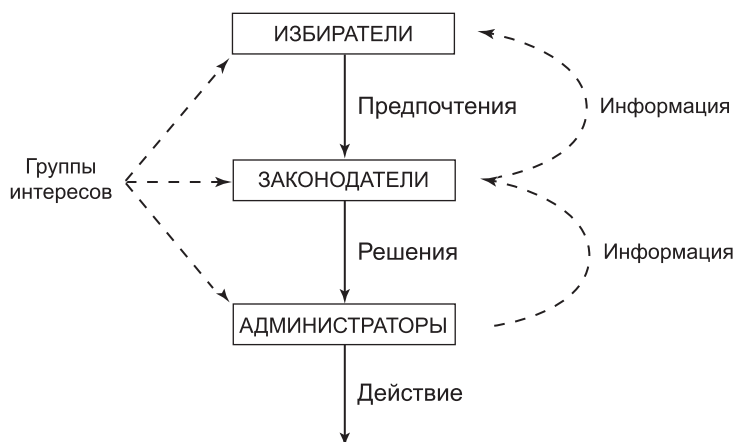 ИЗБИРАТЕЛИ
Предпочтения
Информация
Группы
интересов
ЗАКОНОДАТЕЛИ
Решения
Информация
АДМИНИСТРАТОРЫ
Действие